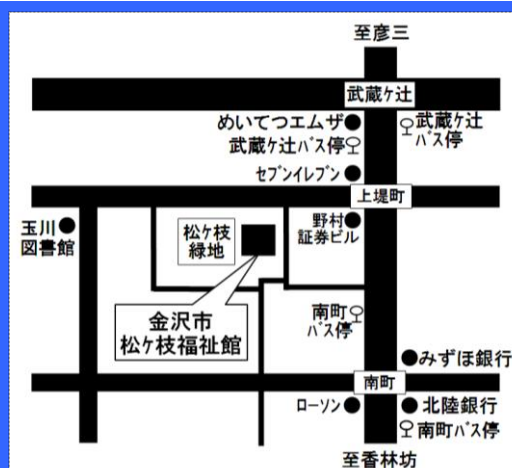 至彦三
武蔵ケ辻
めいてつエムザ
武蔵ケ辻バス停
武蔵ケ辻
バス停
セブンイレブン
上堤町
玉川
図書館
松ケ枝
緑地
野村
証券ビル
金沢市
松ケ枝福祉館
南町
バス停
みずほ銀行
南町
ローソン
北陸銀行
南町バス停
至香林坊